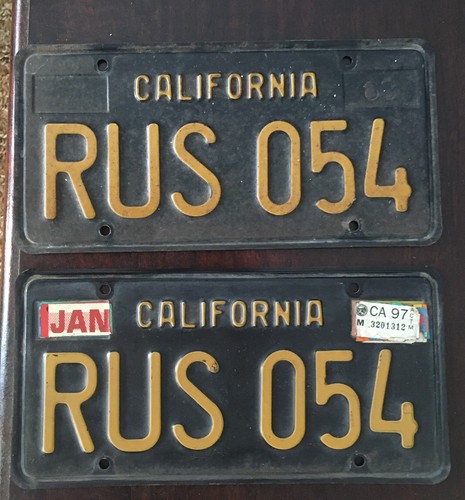 CALIFORNIA
RUS 054
JAN CALIFORNIA CA 97
M 3201312 M
RUS 054